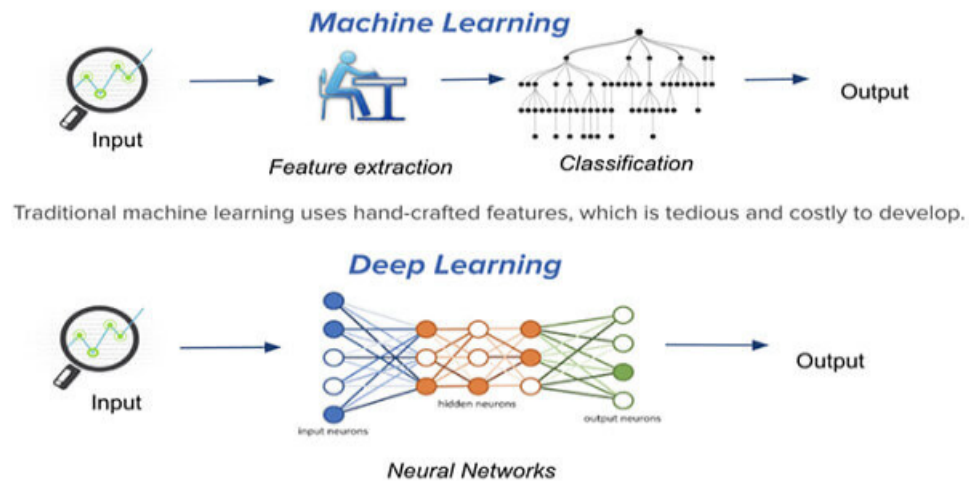 Machine Learning
Input
Feature extraction
Classification
Output
Traditional machine learning uses hand-crafted features, which is tedious and costly to develop.
Deep Learning
Input
input neurons
hidden neurons
output neurons
Output
Neural Networks